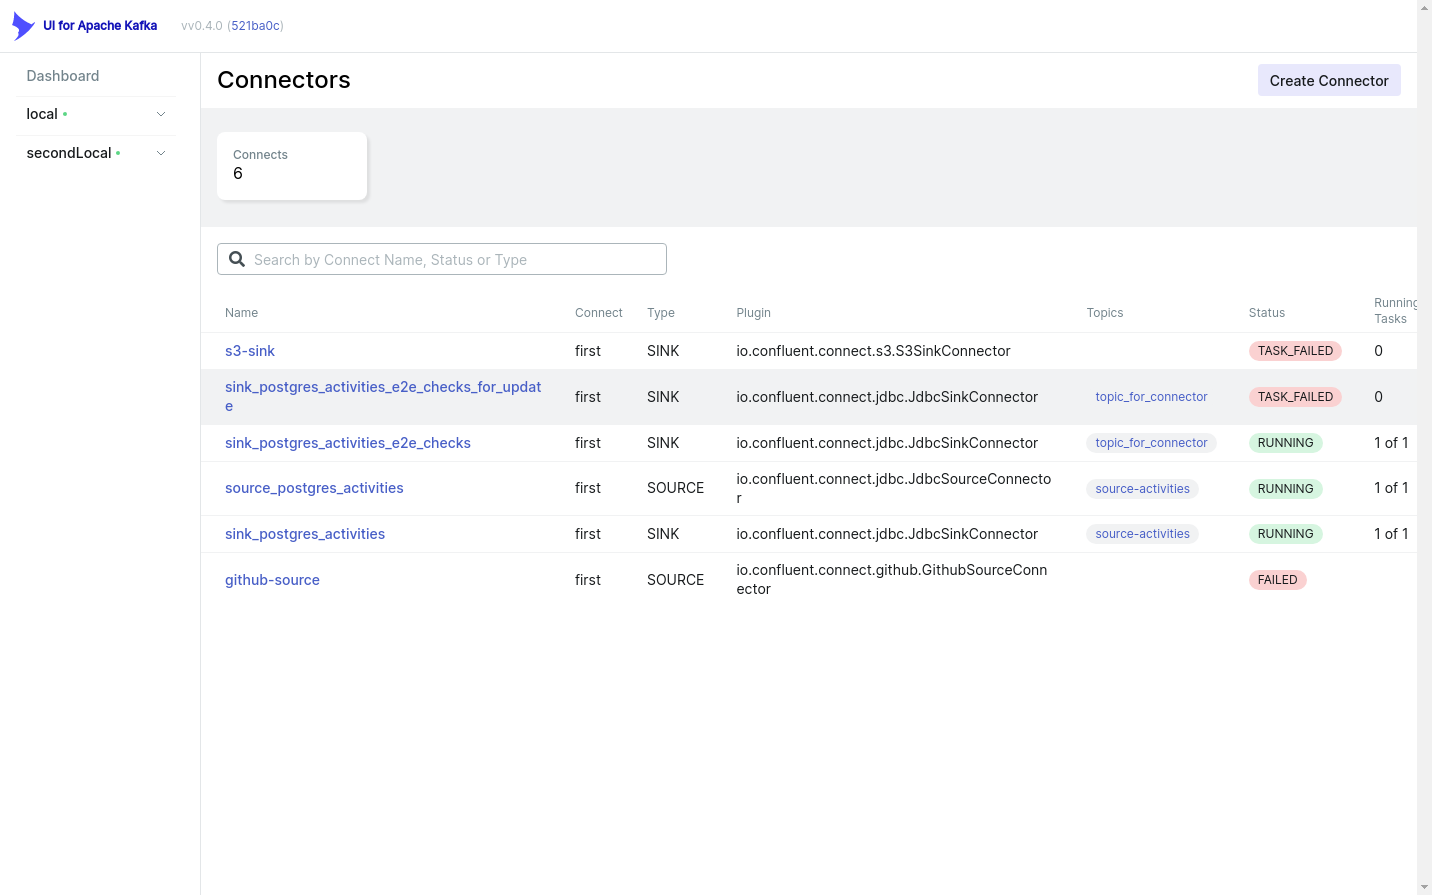 UI for Apache Kafka vv0.4.0 (521ba0c)
Dashboard
local
secondLocal
Connectors
Create Connector
Connects
6
Search by Connect Name, Status or Type
Name Connect Type Plugin Topics Status Running
Tasks
s3-sink first SINK io.confluent.connect.s3.S3SinkConnector TASK_FAILED 0
sink_postgres_activities_e2e_checks_for_updat
e
first SINK io.confluent.connect.jdbc.JdbcSinkConnector topic_for_connector TASK_FAILED 0
sink_postgres_activities_e2e_checks first SINK io.confluent.connect.jdbc.JdbcSinkConnector topic_for_connector RUNNING 1 of 1
source_postgres_activities first SOURCE io.confluent.connect.jdbc.JdbcSourceConnecto
r
source-activities RUNNING 1 of 1
sink_postgres_activities first SINK io.confluent.connect.jdbc.JdbcSinkConnector source-activities RUNNING 1 of 1
github-source first SOURCE io.confluent.connect.github.GithubSourceConn
ector
FAILED